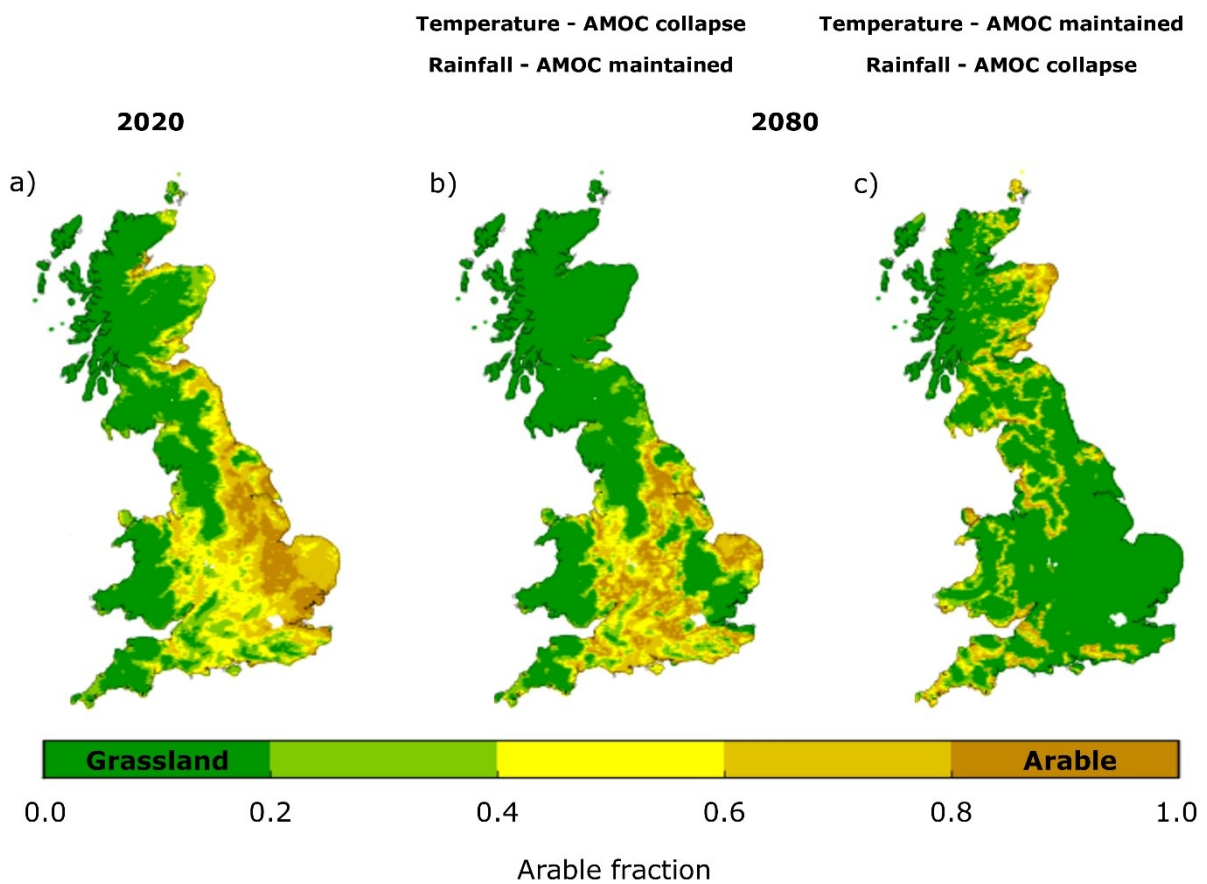 Temperature - AMOC collapse
Rainfall - AMOC maintained
Temperature - AMOC maintained
Rainfall - AMOC collapse
2020
2080
a)
b)
c)
Grassland
Arable
0.0 0.2 0.4 0.6 0.8 1.0
Arable fraction